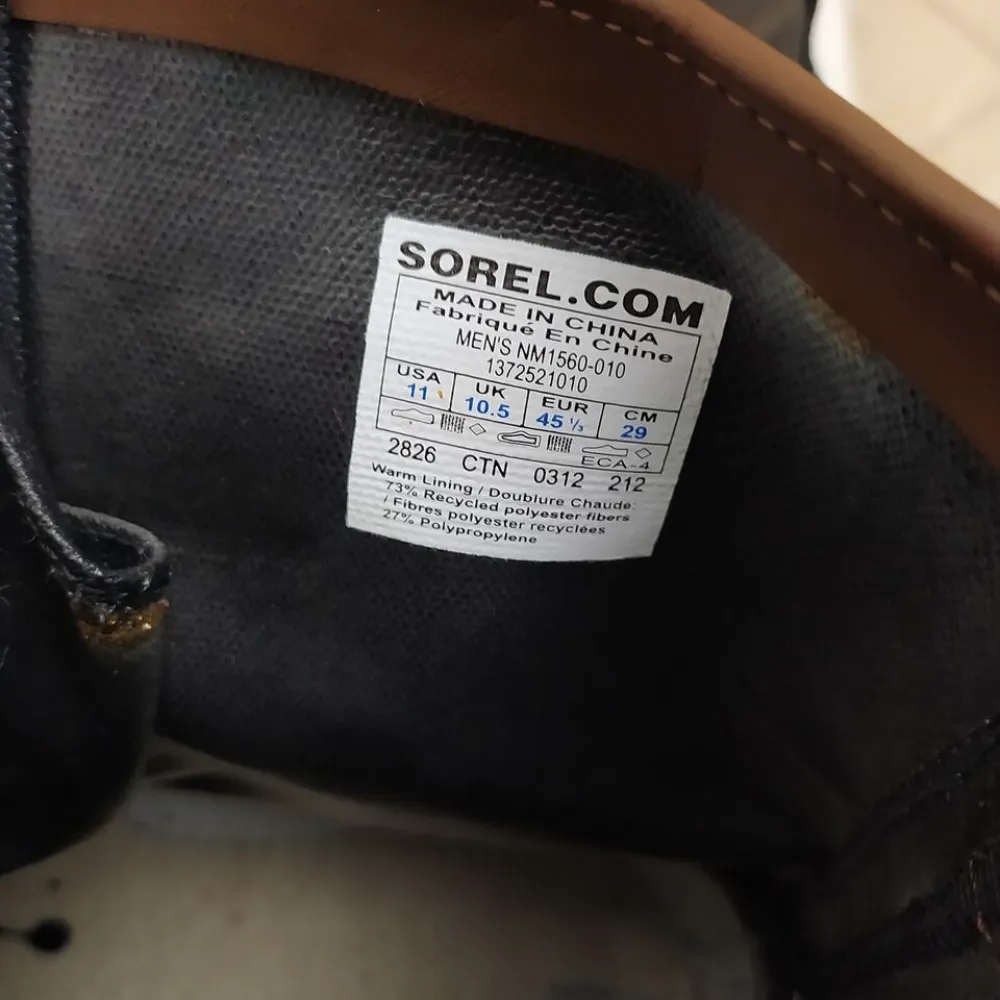 SOREL.COM
MADE IN CHINA
Fabriqué En Chine
MEN'S NM1560-010
1372521010
USA UK EUR CM
11 10.5 45 ⅓ 29
ECA-4
2826 CTN 0312 212
Warm Lining / Doublure Chaude:
73% Recycled polyester fibers
/ Fibres polyester recyclées
27% Polypropylene